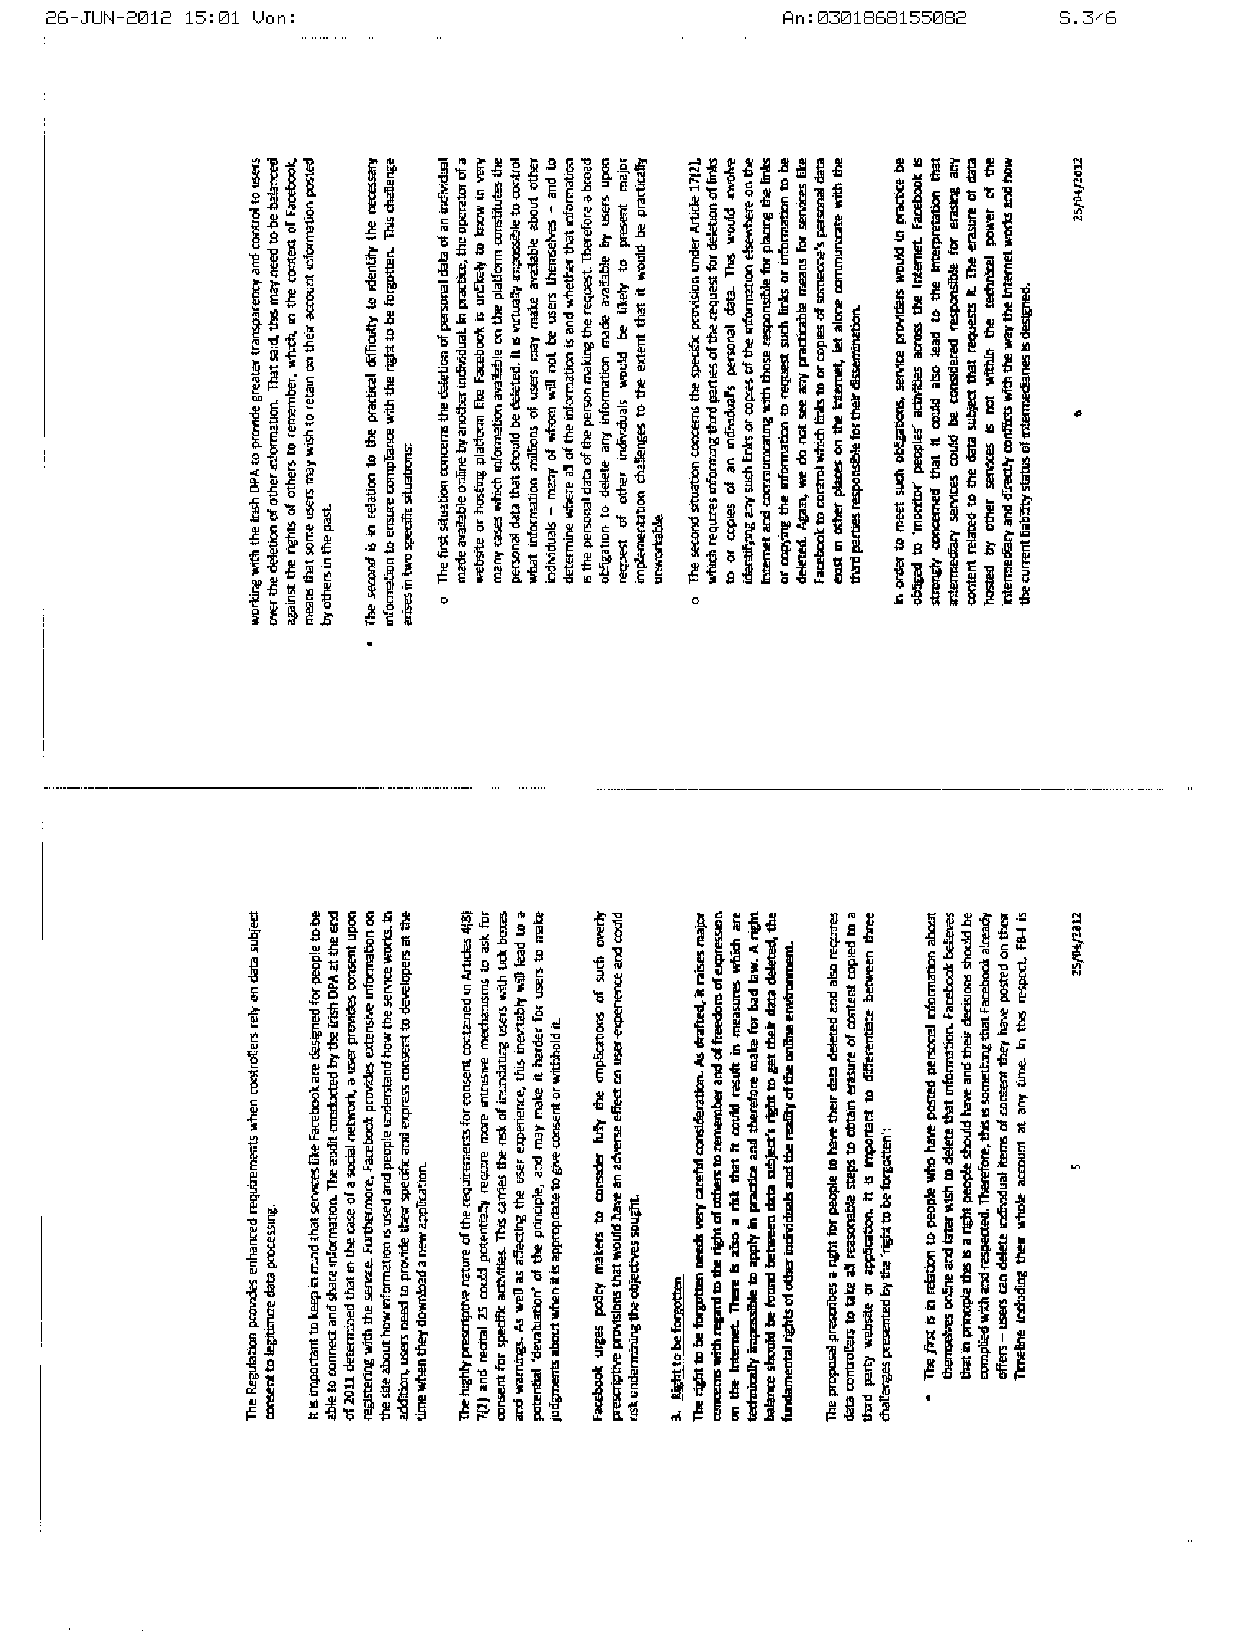 26-JUN-2012 15:01 Von:
An:0301868155082
S.3/6
The Regulation provides enhanced requirements when controllers rely on data subject
consent to legitimize data processing.
It is important to keep in mind that services like Facebook are designed for people to be
able to connect and share information. The audit conducted by the Irish DPA at the end
of 2011 determined that in the case of a social network, a user provides consent upon
registering with the service. Furthermore, Facebook provides extensive information on
the site about how information is used and people understand how the service works. In
addition, users need to provide their specific and express consent to developers at the
time when they download a new application.
The highly prescriptive nature of the requirements for consent contained in Articles 4(8)
7(2) and recital 25 could potentially require more intrusive mechanisms to ask for
consent for specific activities. This carries the risk of inundating users with tick boxes
and warnings. As well as affecting the user experience, this inevitably will lead to a
potential 'devaluation' of the principle, and may make it harder for users to make
judgments about when it is appropriate to give consent or withhold it.
Facebook urges policy makers to consider fully the implications of such overly
prescriptive provisions that would have an adverse effect on user experience and could
risk undermining the objectives sought.
3. Right to be forgotten
The right to be forgotten needs very careful consideration. As drafted, it raises major
concerns with regard to the right of others to remember and of freedom of expression
on the Internet. There is also a risk that it could result in measures which are
technically impossible to apply in practice and therefore make for bad law. A right
balance should be found between data subject's right to get their data deleted, the
fundamental rights of other individuals and the reality of the online environment.
The proposal prescribes a right for people to have their data deleted and also requires
data controllers to take all reasonable steps to obtain erasure of content copied to a
third party website or application. It is important to differentiate between three
challenges presented by the 'right to be forgotten':
• The first is in relation to people who have posted personal information about
themselves online and later wish to delete that information. Facebook believes
that in principle this is a right people should have and their decisions should be
complied with and respected. Therefore, this is something that Facebook already
offers – users can delete individual items of content they have posted on their
Timeline including their whole account at any time. In this respect, FB-I is
5
25/04/2012
working with the Irish DPA to provide greater transparency and control to users
over the deletion of other information. That said, this may need to be balanced
against the rights of others to remember, which, in the context of Facebook,
means that some users may wish to retain on their account information posted
by others in the past.
• The second is in relation to the practical difficulty to identify the necessary
information to ensure compliance with the right to be forgotten. This challenge
arises in two specific situations:
o The first situation concerns the deletion of personal data of an individual
made available online by another individual. In practice, the operator of a
website or hosting platform like Facebook is unlikely to know in very
many cases which information available on the platform constitutes the
personal data that should be deleted. It is virtually impossible to control
what information millions of users may make available about other
individuals – many of whom will not be users themselves – and to
determine where all of the information is and whether that information
is the personal data of the person making the request. Therefore a broad
obligation to delete any information made available by users upon
request of other individuals would be likely to present major
implementation challenges to the extent that it would be practically
unworkable.
o The second situation concerns the specific provision under Article 17(2),
which requires informing third parties of the request for deletion of links
to or copies of an individual's personal data. This would involve
identifying any such links or copies of the information elsewhere on the
Internet and communicating with those responsible for placing the links
or copying the information to request such links or information to be
deleted. Again, we do not see any practicable means for services like
Facebook to control which links to or copies of someone's personal data
exist in other places on the internet, let alone communicate with the
third parties responsible for their dissemination.
In order to meet such obligations, service providers would in practice be
obliged to 'monitor' peoples' activities across the Internet. Facebook is
strongly concerned that it could also lead to the interpretation that
intermediary services could be considered responsible for erasing any
content related to the data subject that requests it. The erasure of data
hosted by other services is not within the technical power of the
intermediary and directly conflicts with the way the Internet works and how
the current liability status of intermediaries is designed.
6
25/04/2012